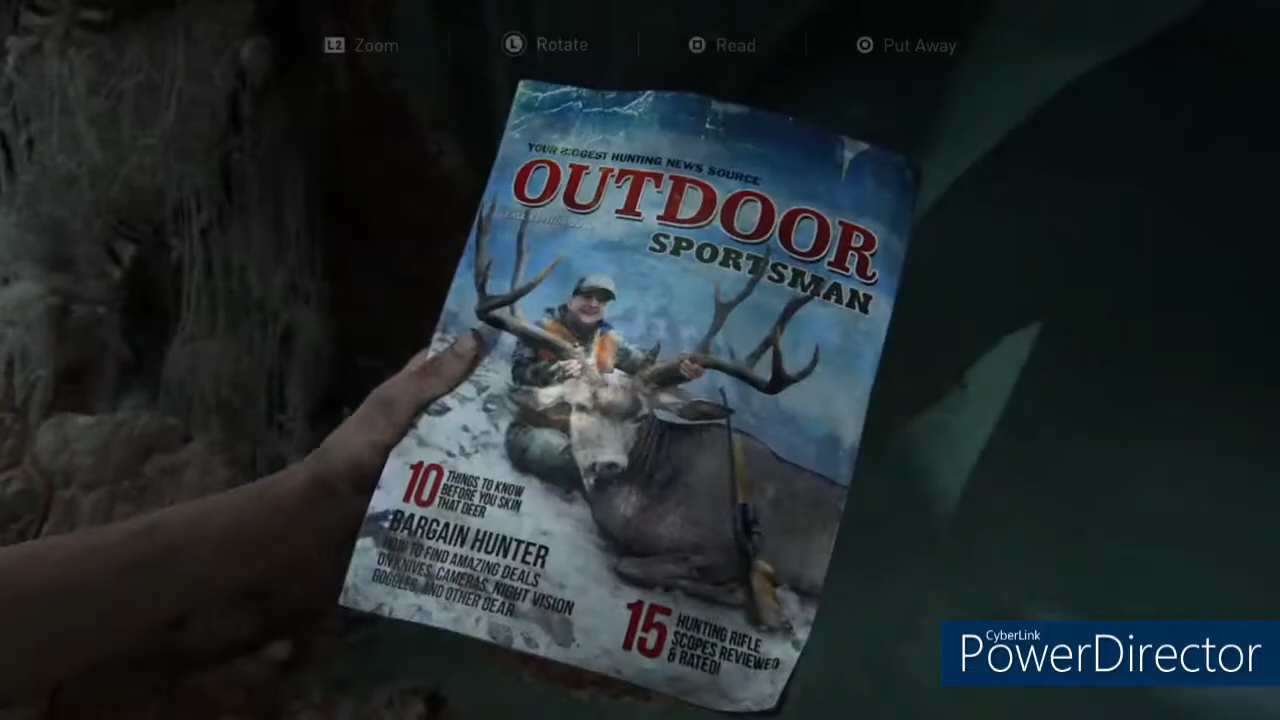 L2 Zoom
L Rotate
Read
Put Away
YOUR BIGGEST HUNTING NEWS SOURCE
OUTDOOR
SPORTSMAN
10 THINGS TO KNOW
BEFORE YOU SKIN
THAT DEER
BARGAIN HUNTER
HOW TO FIND AMAZING DEALS
ON KNIVES, CAMERAS, NIGHT VISION
GOGGLES, AND OTHER GEAR
15 HUNTING RIFLE
SCOPES REVIEWED
& RATED!
CyberLink
PowerDirector